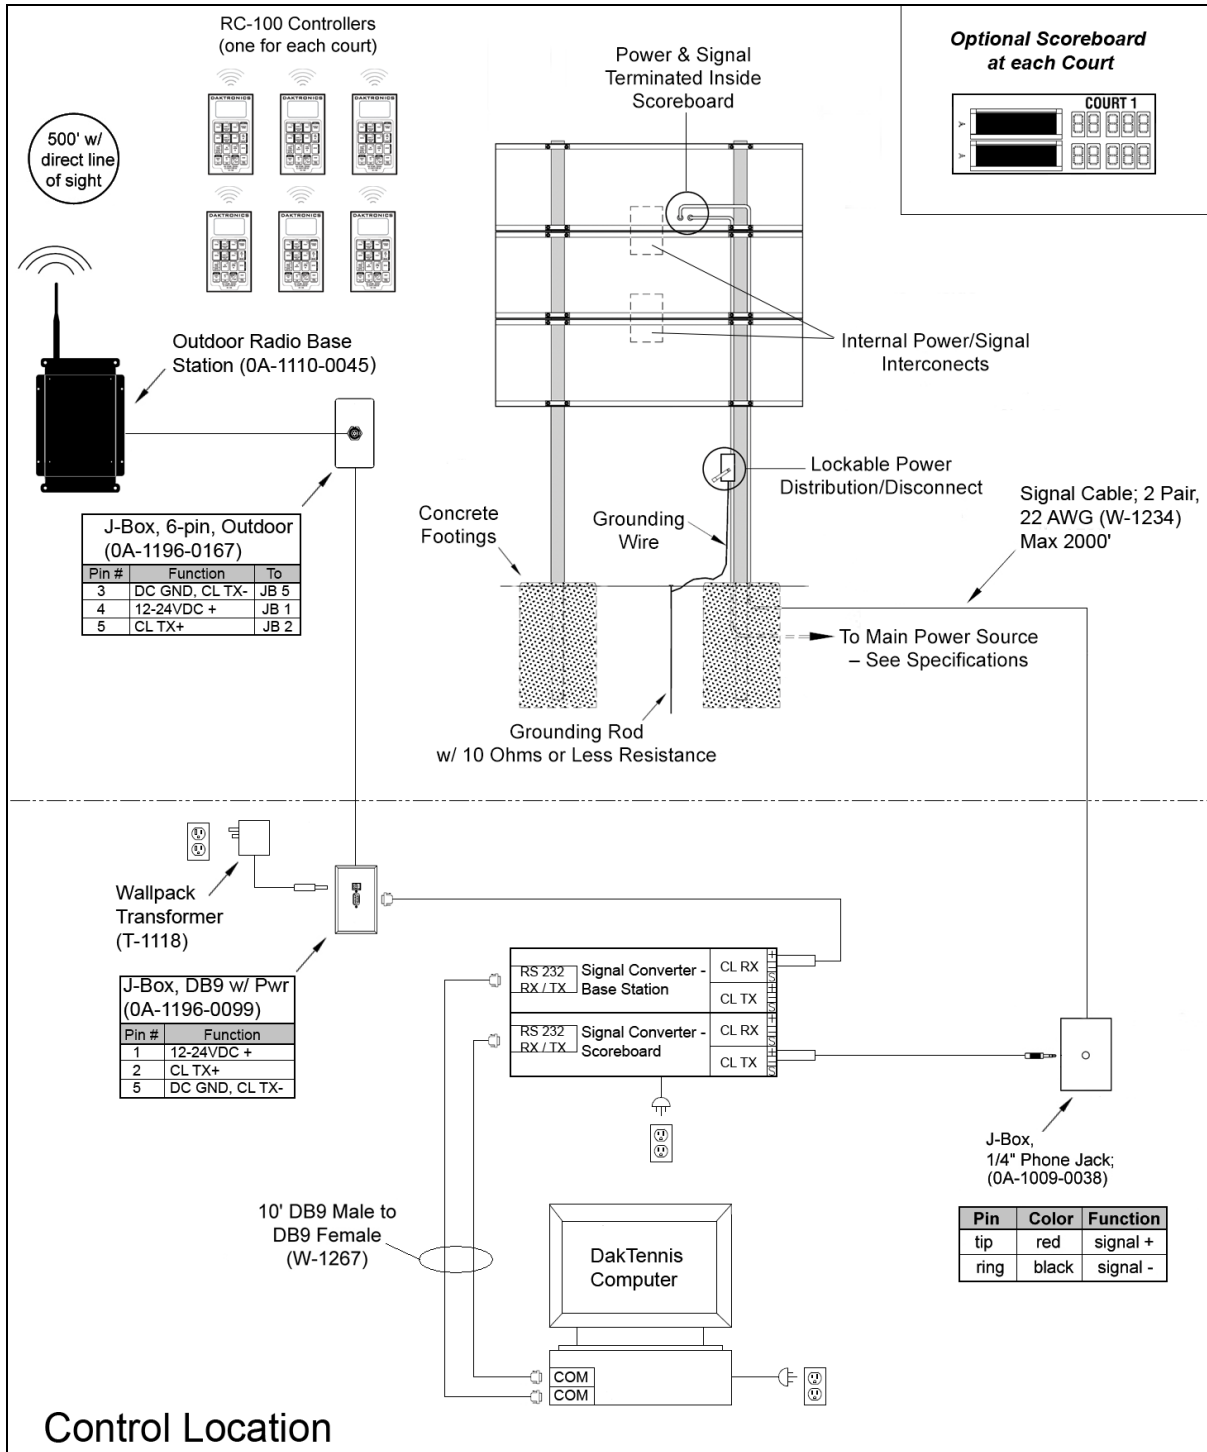 RC-100 Controllers
(one for each court)
DAKTRONICS
DAKTRONICS
DAKTRONICS
DAKTRONICS
DAKTRONICS
DAKTRONICS
500' w/
direct line
of sight
Power & Signal
Terminated Inside
Scoreboard
Optional Scoreboard
at each Court
COURT 1
Outdoor Radio Base
Station (0A-1110-0045)
Internal Power/Signal
Interconects
J-Box, 6-pin, Outdoor
(0A-1196-0167)
Pin # Function To
3 DC GND, CL TX- JB 5
4 12-24VDC + JB 1
5 CL TX+ JB 2
Concrete
Footings
Grounding
Wire
Lockable Power
Distribution/Disconnect
Signal Cable; 2 Pair,
22 AWG (W-1234)
Max 2000'
To Main Power Source
– See Specifications
Grounding Rod
w/ 10 Ohms or Less Resistance
Wallpack
Transformer
(T-1118)
J-Box, DB9 w/ Pwr
(0A-1196-0099)
Pin # Function
1 12-24VDC +
2 CL TX+
5 DC GND, CL TX-
RS 232
RX / TX
Signal Converter -
Base Station
CL RX
+ - S
CL TX
+ - S
RS 232
RX / TX
Signal Converter -
Scoreboard
CL RX
+ - S
CL TX
+ - S
J-Box,
1/4" Phone Jack;
(0A-1009-0038)
Pin Color Function
tip red signal +
ring black signal -
10' DB9 Male to
DB9 Female
(W-1267)
DakTennis
Computer
COM
COM
Control Location